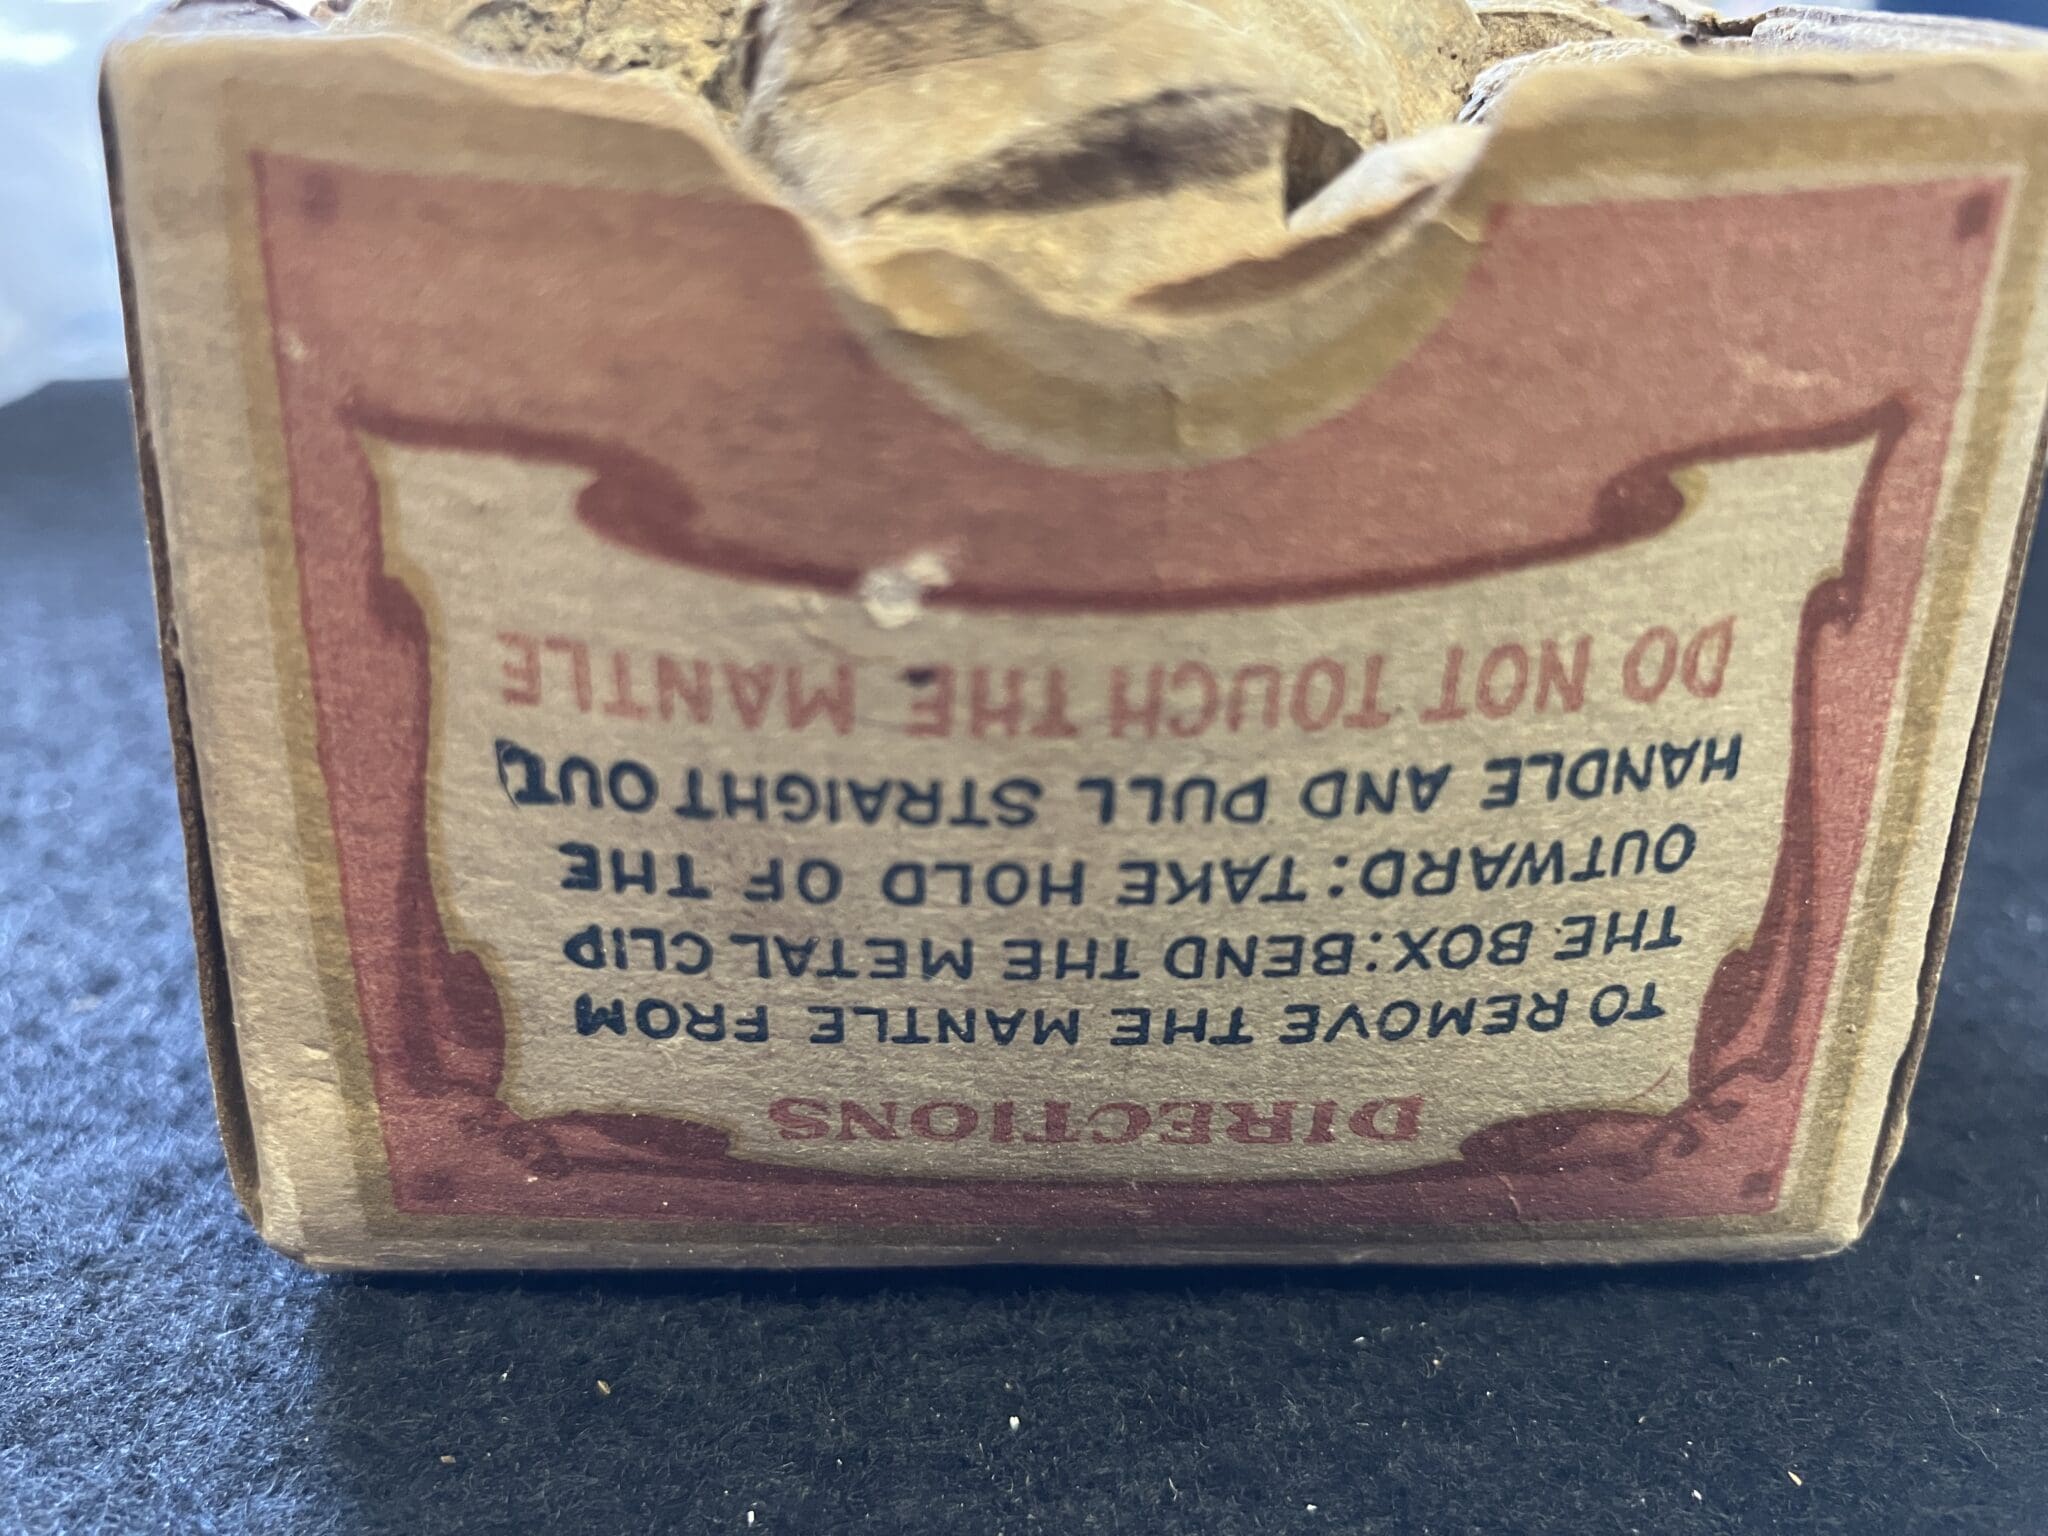 DIRECTIONS
TO REMOVE THE MANTLE FROM
THE BOX: BEND THE METAL CLIP
OUTWARD: TAKE HOLD OF THE
HANDLE AND PULL STRAIGHT OUT
DO NOT TOUCH THE MANTLE